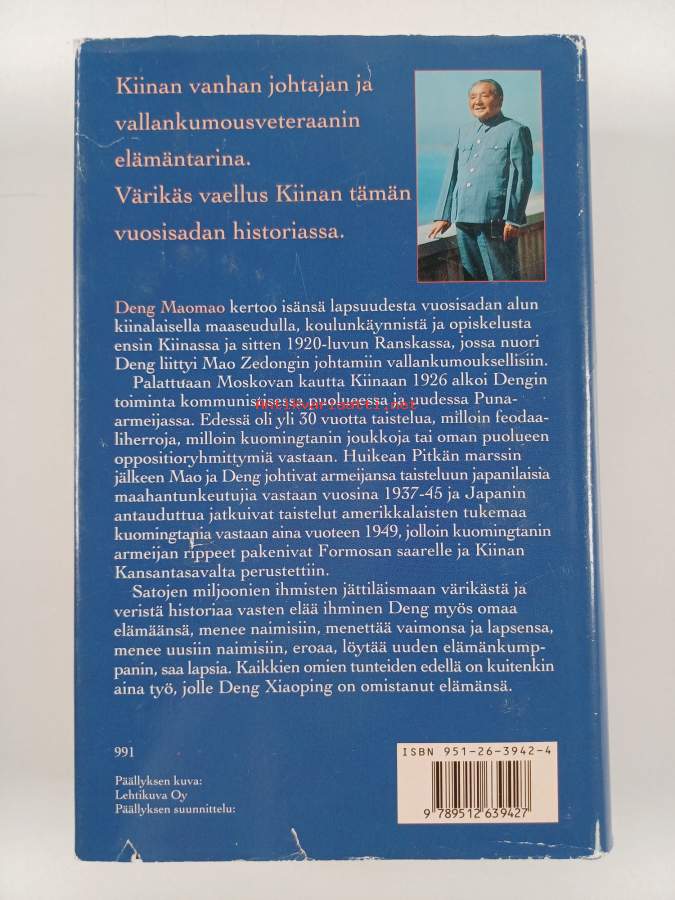 Kiinan vanhan johtajan ja
vallankumousveteraanin
elämäntarina.
Värikäs vaellus Kiinan tämän
vuosisadan historiassa.
Deng Maomao kertoo isänsä lapsuudesta vuosisadan alun
kiinalaisella maaseudulla, koulunkäynnistä ja opiskelusta
ensin Kiinassa ja sitten 1920-luvun Ranskassa, jossa nuori
Deng liittyi Mao Zedongin johtamiin vallankumouksellisiin.
Palattuaan Moskovan kautta Kiinaan 1926 alkoi Dengin
toiminta kommunistisessa puolueessa ja uudessa Puna-
armeijassa. Edessä oli yli 30 vuotta taistelua, milloin feodaa-
liherroja, milloin kuomingtanin joukkoja tai oman puolueen
oppositioryhmittymiä vastaan. Huikean Pitkän marssin
jälkeen Mao ja Deng johtivat armeijansa taisteluun japanilaisia
maahantunkeutujia vastaan vuosina 1937-45 ja Japanin
antauduttua jatkuivat taistelut amerikkalaisten tukemaa
kuomingtania vastaan aina vuoteen 1949, jolloin kuomingtanin
armeijan rippeet pakenivat Formosan saarelle ja Kiinan
Kansantasavalta perustettiin.
Satojen miljoonien ihmisten jättiläismaan värikästä ja
veristä historiaa vasten elää ihminen Deng myös omaa
elämäänsä, menee naimisiin, menettää vaimonsa ja lapsensa,
menee uusiin naimisiin, eroaa, löytää uuden elämänkump-
panin, saa lapsia. Kaikkien omien tunteiden edellä on kuitenkin
aina työ, jolle Deng Xiaoping on omistanut elämänsä.
Antikvariaatti.net
991
Päällyksen kuva:
Lehtikuva Oy
Päällyksen suunnittelu:
ISBN 951-26-3942-4
9 789512 639427